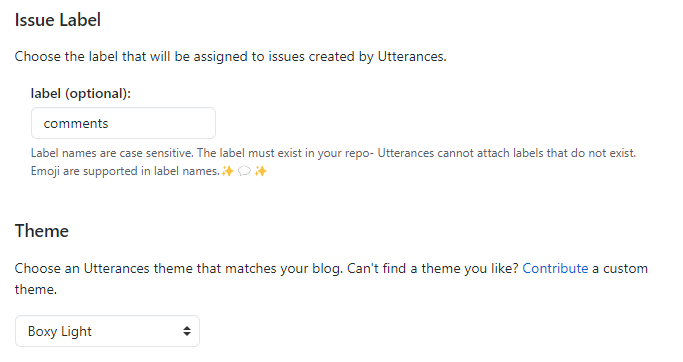 Issue Label
Choose the label that will be assigned to issues created by Utterances.
label (optional):
comments
Label names are case sensitive. The label must exist in your repo- Utterances cannot attach labels that do not exist.
Emoji are supported in label names.✨💬✨
Theme
Choose an Utterances theme that matches your blog. Can't find a theme you like? Contribute a custom
theme.
Boxy Light